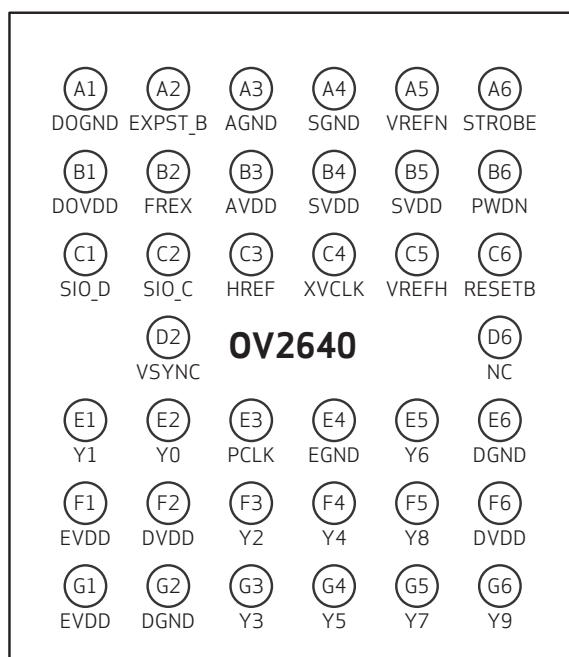 A1 A2 A3 A4 A5 A6
DOGND EXPST_B AGND SGND VREFN STROBE
B1 B2 B3 B4 B5 B6
DOVDD FREX AVDD SVDD SVDD PWDN
C1 C2 C3 C4 C5 C6
SIO_D SIO_C HREF XVCLK VREFH RESETB
D2 OV2640 D6
VSYNC NC
E1 E2 E3 E4 E5 E6
Y1 Y0 PCLK EGND Y6 DGND
F1 F2 F3 F4 F5 F6
EVDD DVDD Y2 Y4 Y8 DVDD
G1 G2 G3 G4 G5 G6
EVDD DGND Y3 Y5 Y7 Y9